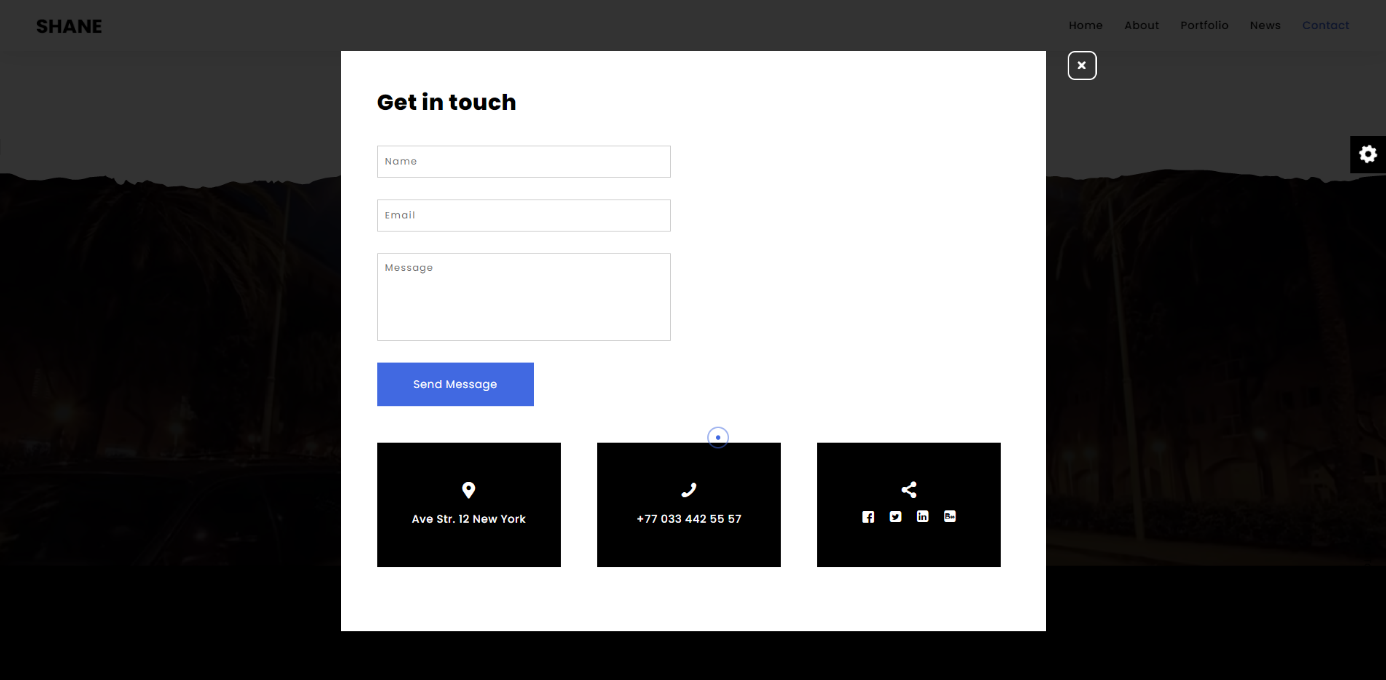 SHANE
Home About Portfolio News Contact
Get in touch
Name
Email
Message
Send Message
Ave Str. 12 New York
+77 033 442 55 57